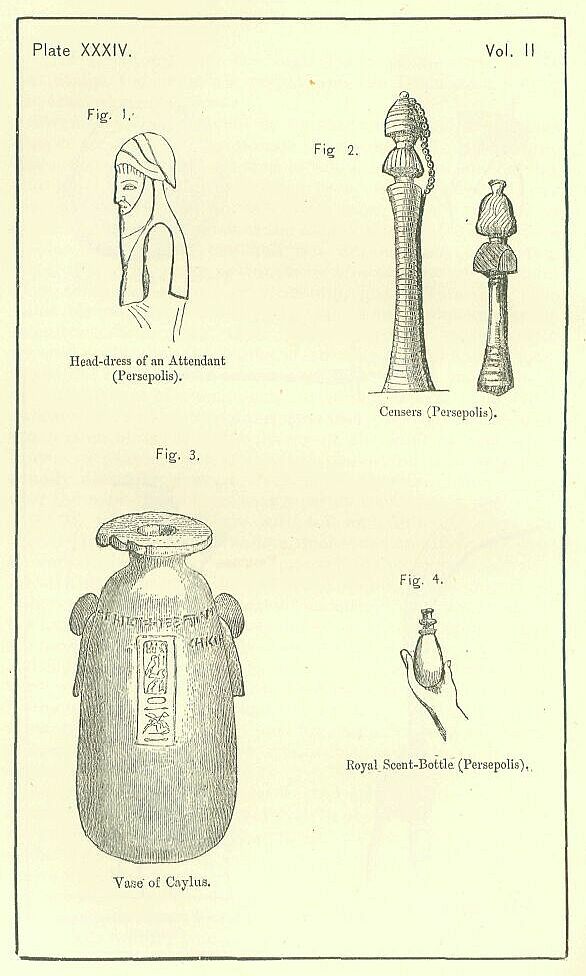 Plate XXXIV.
Vol. II
Fig. 1.
Fig 2.
Head-dress of an Attendant
(Persepolis).
Censers (Persepolis).
Fig. 3.
Fig. 4.
Royal Scent-Bottle (Persepolis).
Vase of Caylus.